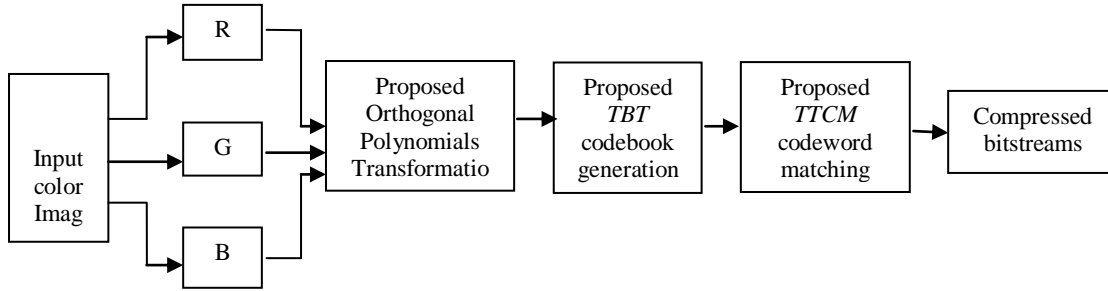 Input
color
Imag
R
G
B
Proposed
Orthogonal
Polynomials
Transformatio
Proposed
TBT
codebook
generation
Proposed
TTCM
codeword
matching
Compressed
bitstreams